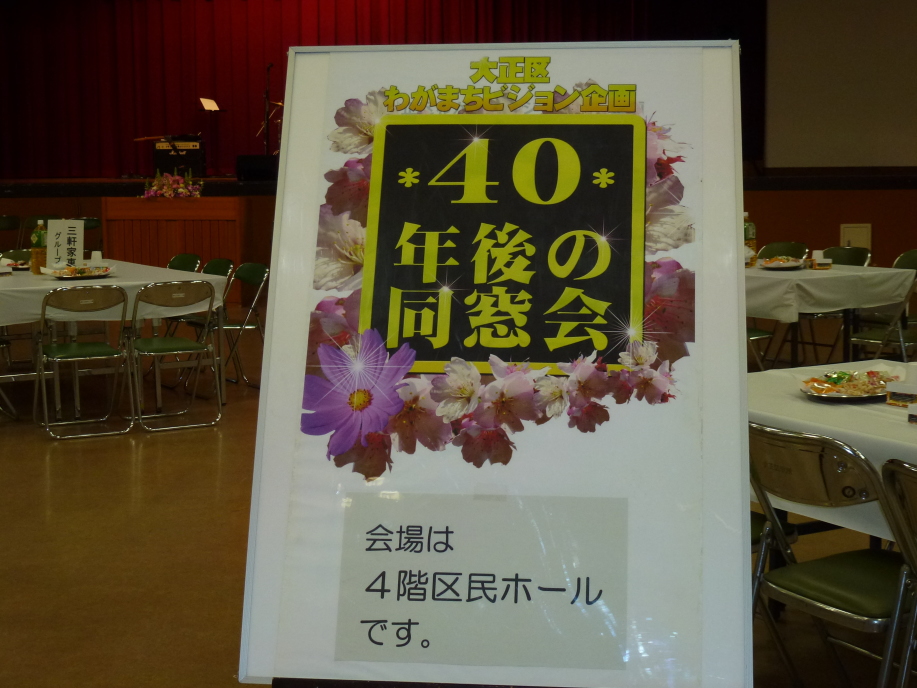 大正区
わがまちビジョン企画
*40*
年後の
同窓会
会場は
4階区民ホール
です。
三軒家東
グループ